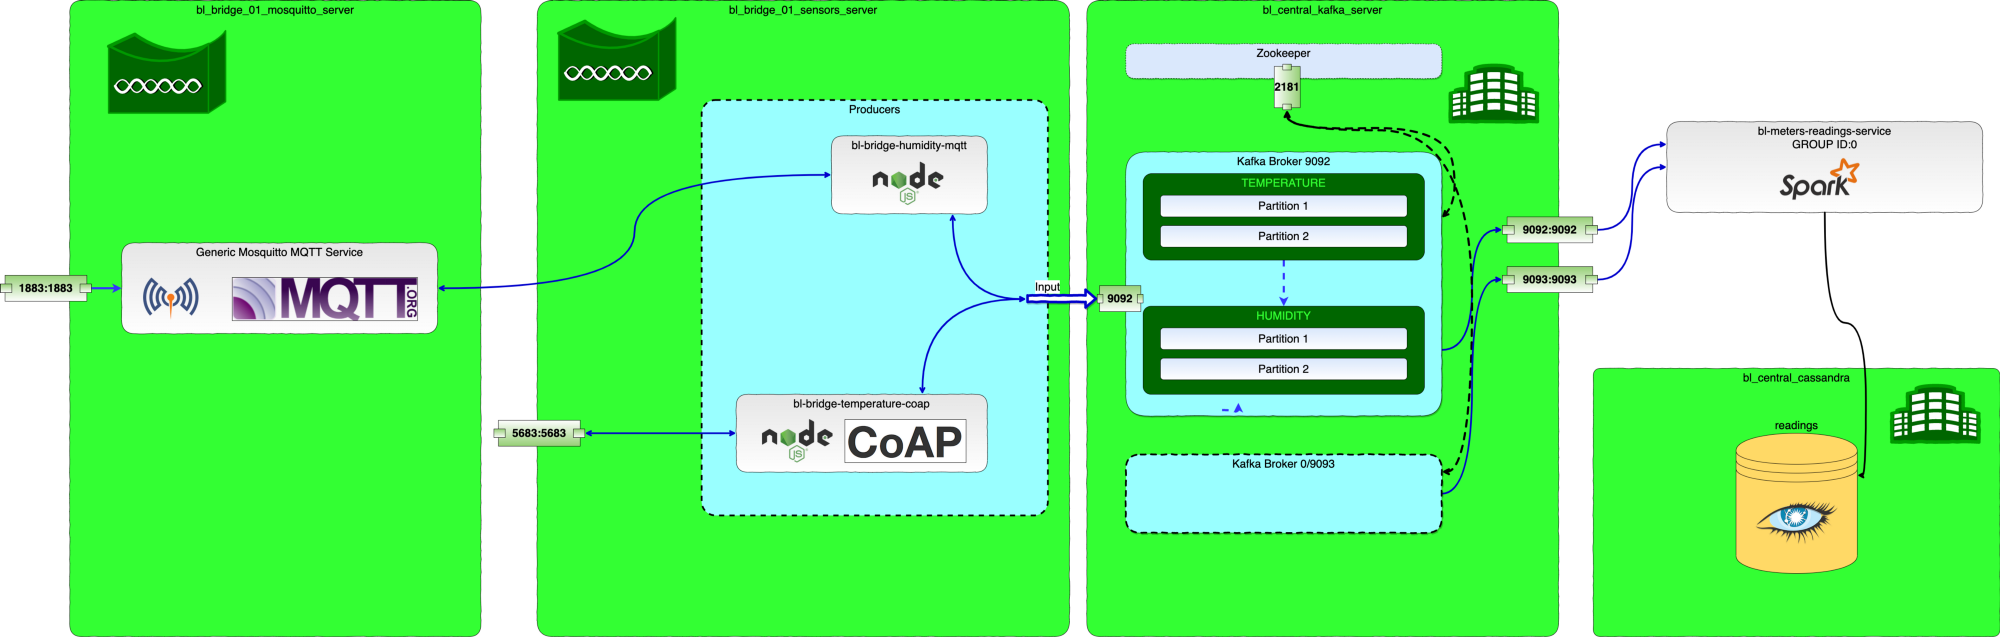 bl_bridge_01_mosquitto_server
1883:1883
Generic Mosquitto MQTT Service
MQTT
.ORG
bl_bridge_01_sensors_server
Producers
bl-bridge-humidity-mqtt
node
JS
bl-bridge-temperature-coap
node
JS
CoAP
5683:5683
Input
bl_central_kafka_server
Zookeeper
2181
Kafka Broker 9092
TEMPERATURE
Partition 1
Partition 2
9092
HUMIDITY
Partition 1
Partition 2
Kafka Broker 0/9093
9092:9092
9093:9093
bl-meters-readings-service
GROUP ID:0
Spark
bl_central_cassandra
readings